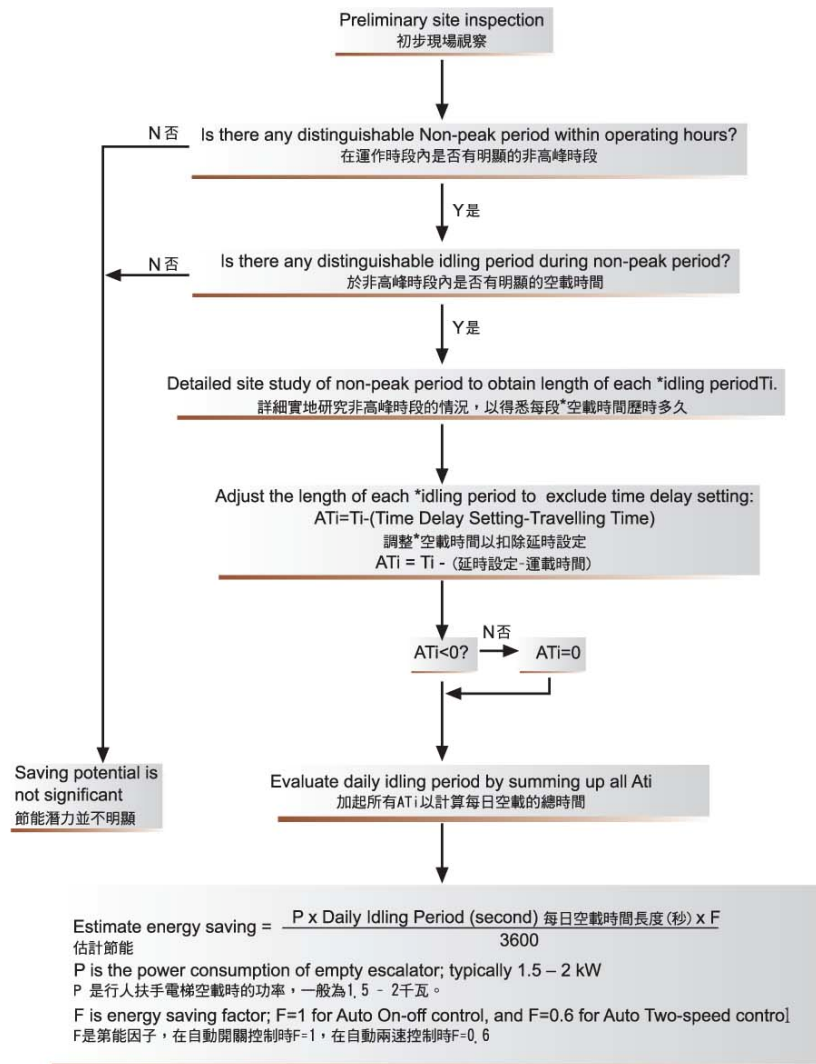 Preliminary site inspection
初步現場視察
N否
Is there any distinguishable Non-peak period within operating hours?
在運作時段內是否有明顯的非高峰時段
Y是
N否
Is there any distinguishable idling period during non-peak period?
於非高峰時段內是否有明顯的空載時間
Y是
Detailed site study of non-peak period to obtain length of each *idling periodTi.
詳細實地研究非高峰時段的情況，以得悉每段*空載時間歷時多久
Adjust the length of each *idling period to exclude time delay setting:
ATi=Ti-(Time Delay Setting-Travelling Time)
調整*空載時間以扣除延時設定
ATi = Ti - (延時設定-運載時間)
ATi<0?
N否
ATi=0
Saving potential is
not significant
節能潛力並不明顯
Evaluate daily idling period by summing up all Ati
加起所有ATi以計算每日空載的總時間
Estimate energy saving = P x Daily Idling Period (second) 每日空載時間長度(秒) x F
3600
估計節能
P is the power consumption of empty escalator; typically 1.5 – 2 kW
P 是行人扶手電梯空載時的功率，一般為1.5 - 2千瓦。
F is energy saving factor; F=1 for Auto On-off control, and F=0.6 for Auto Two-speed control
F是第能因子，在自動開關控制時F=1，在自動兩速控制時F=0.6